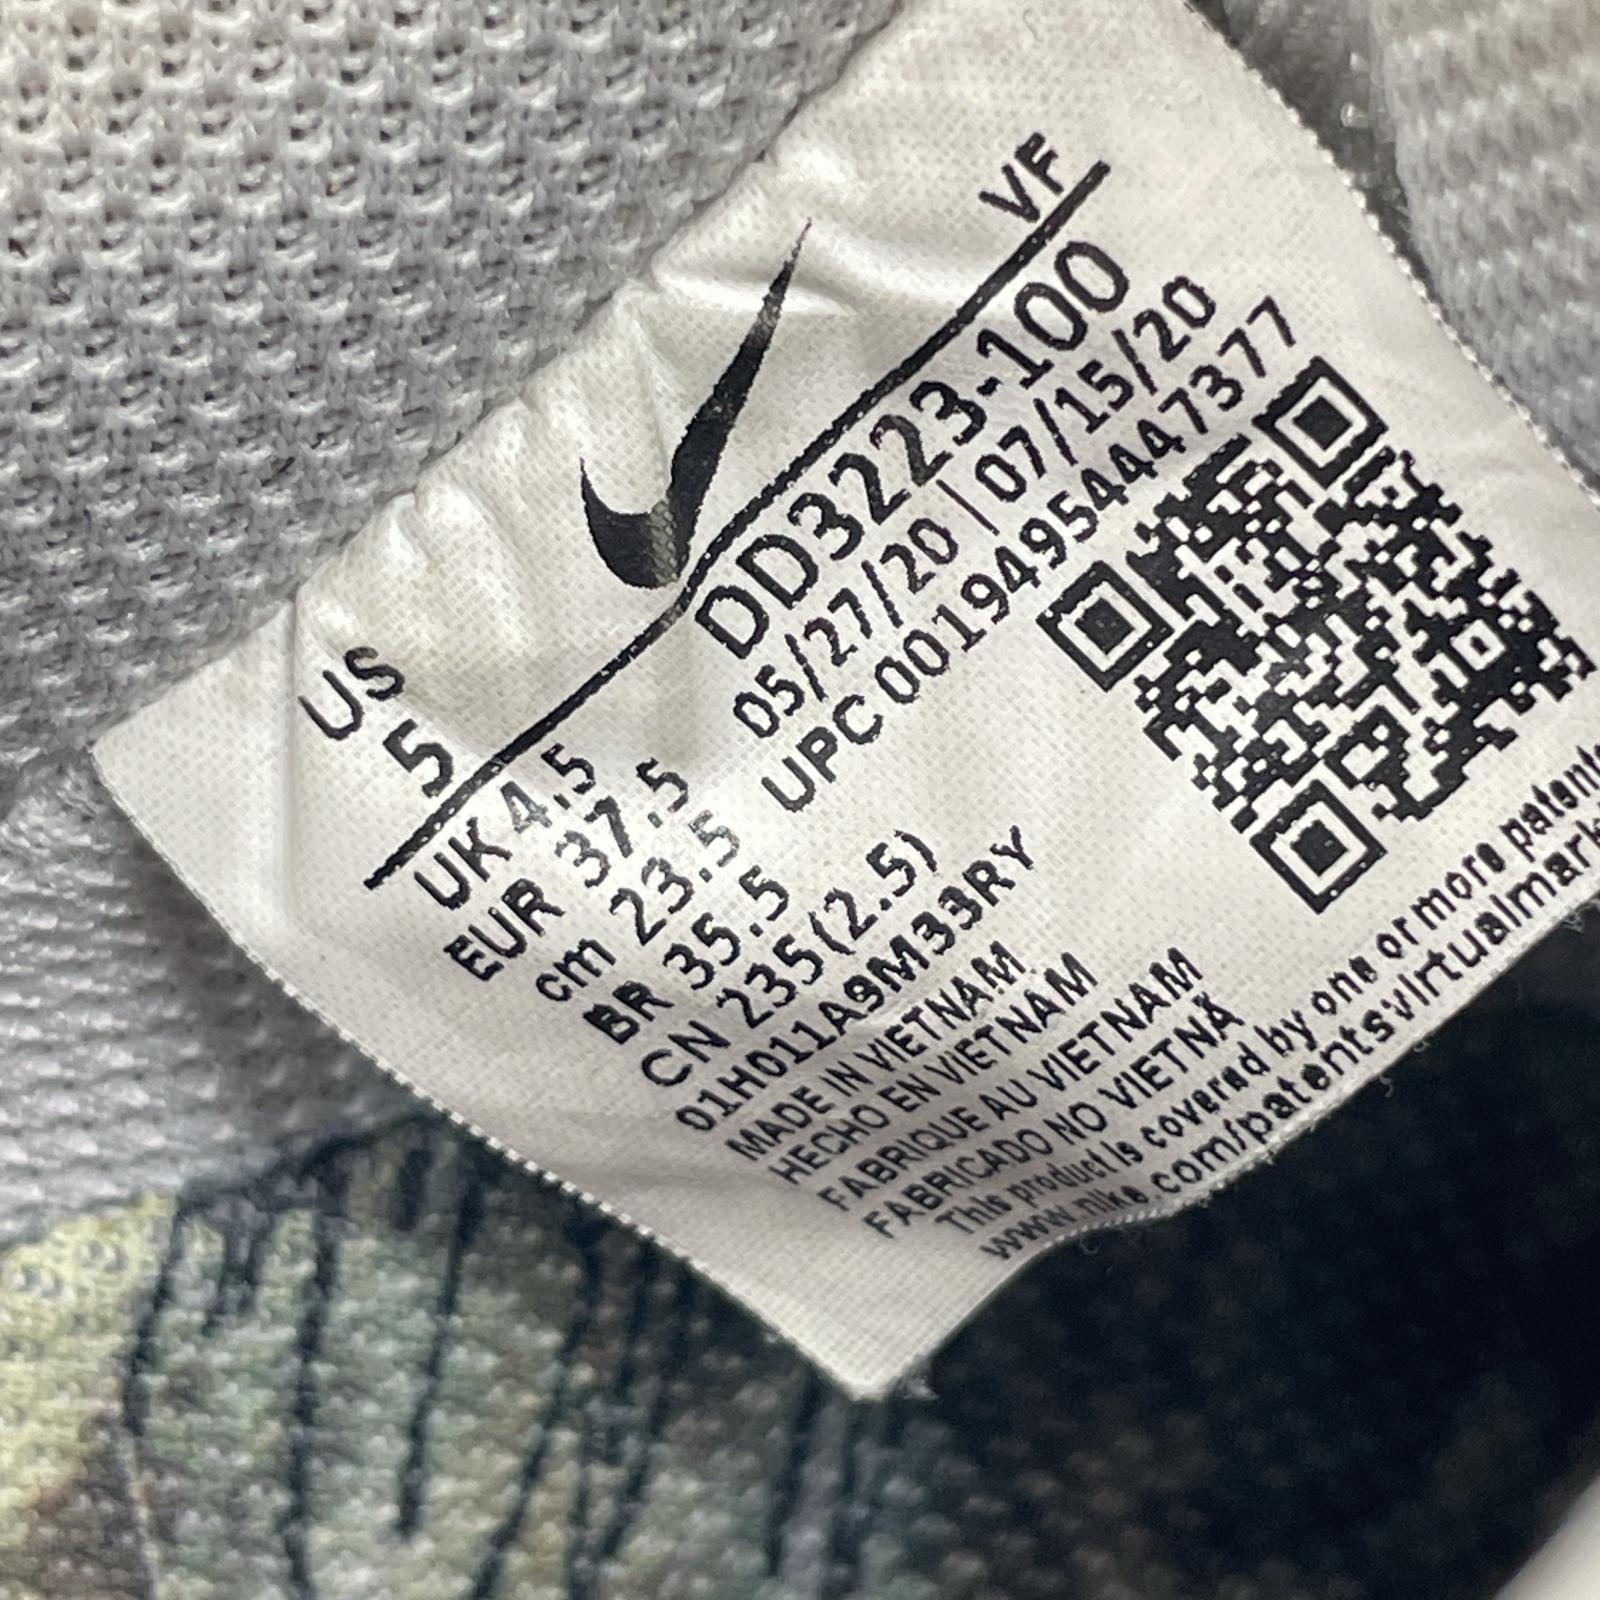 VF
US
5
DD3223-100
05/27/20 | 07/15/20
UPC 00194954447377
UK 4.5
EUR 37.5
cm 23.5
BR 35.5
CN 235(2.5)
01H011A9M33RY
MADE IN VIETNAM
HECHO EN VIETNAM
FABRIQUE AU VIETNAM
FABRICADO NO VIETNÃ
This product is covered by one or more patents
www.nike.com/patentsvirtualmark